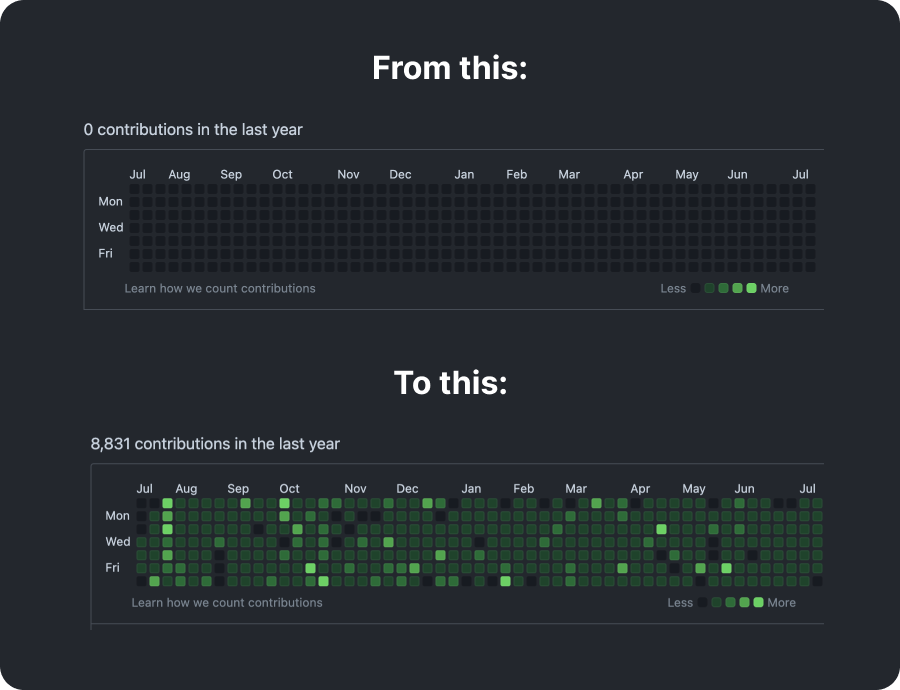 From this:
0 contributions in the last year
Jul Aug Sep Oct Nov Dec Jan Feb Mar Apr May Jun Jul
Mon
Wed
Fri
Learn how we count contributions Less More
To this:
8,831 contributions in the last year
Jul Aug Sep Oct Nov Dec Jan Feb Mar Apr May Jun Jul
Mon
Wed
Fri
Learn how we count contributions Less More